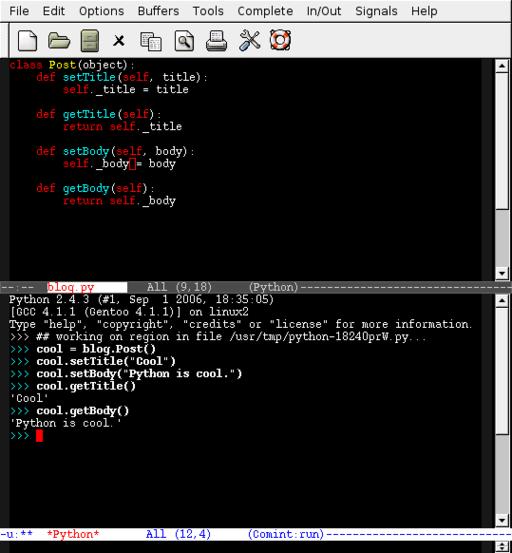 File Edit Options Buffers Tools Complete In/Out Signals Help
class Post(object):
    def setTitle(self, title):
        self._title = title
    def getTitle(self):
        return self._title
    def setBody(self, body):
        self._body = body
    def getBody(self):
        return self._body
--:-- blog.py All (9,18) (Python)
Python 2.4.3 (#1, Sep 1 2006, 18:35:05)
[GCC 4.1.1 (Gentoo 4.1.1)] on linux2
Type "help", "copyright", "credits" or "license" for more information.
>>> ## working on region in file /usr/tmp/python-18240prW.py...
>>> cool = blog.Post()
>>> cool.setTitle("Cool")
>>> cool.setBody("Python is cool.")
>>> cool.getTitle()
'Cool'
>>> cool.getBody()
'Python is cool.'
>>>
-u:** *Python* All (12,4) (Comint:run)